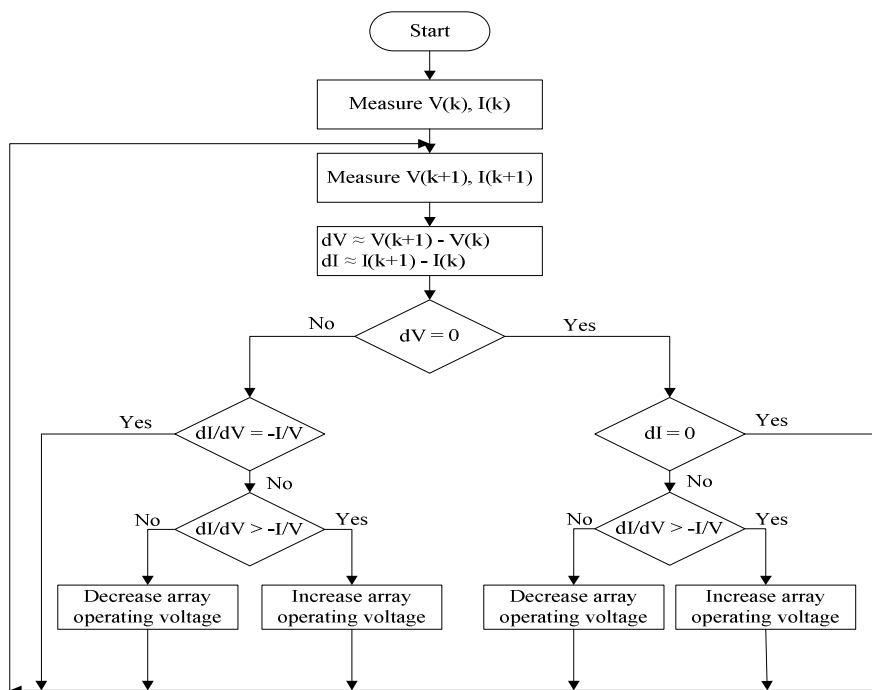 Start
Measure V(k), I(k)
Measure V(k+1), I(k+1)
dV ≈ V(k+1) - V(k)
dI ≈ I(k+1) - I(k)
dV = 0
No
Yes
dI/dV = -I/V
Yes
No
dI = 0
Yes
No
dI/dV > -I/V
No
Yes
dI/dV > -I/V
No
Yes
Decrease array
operating voltage
Increase array
operating voltage
Decrease array
operating voltage
Increase array
operating voltage